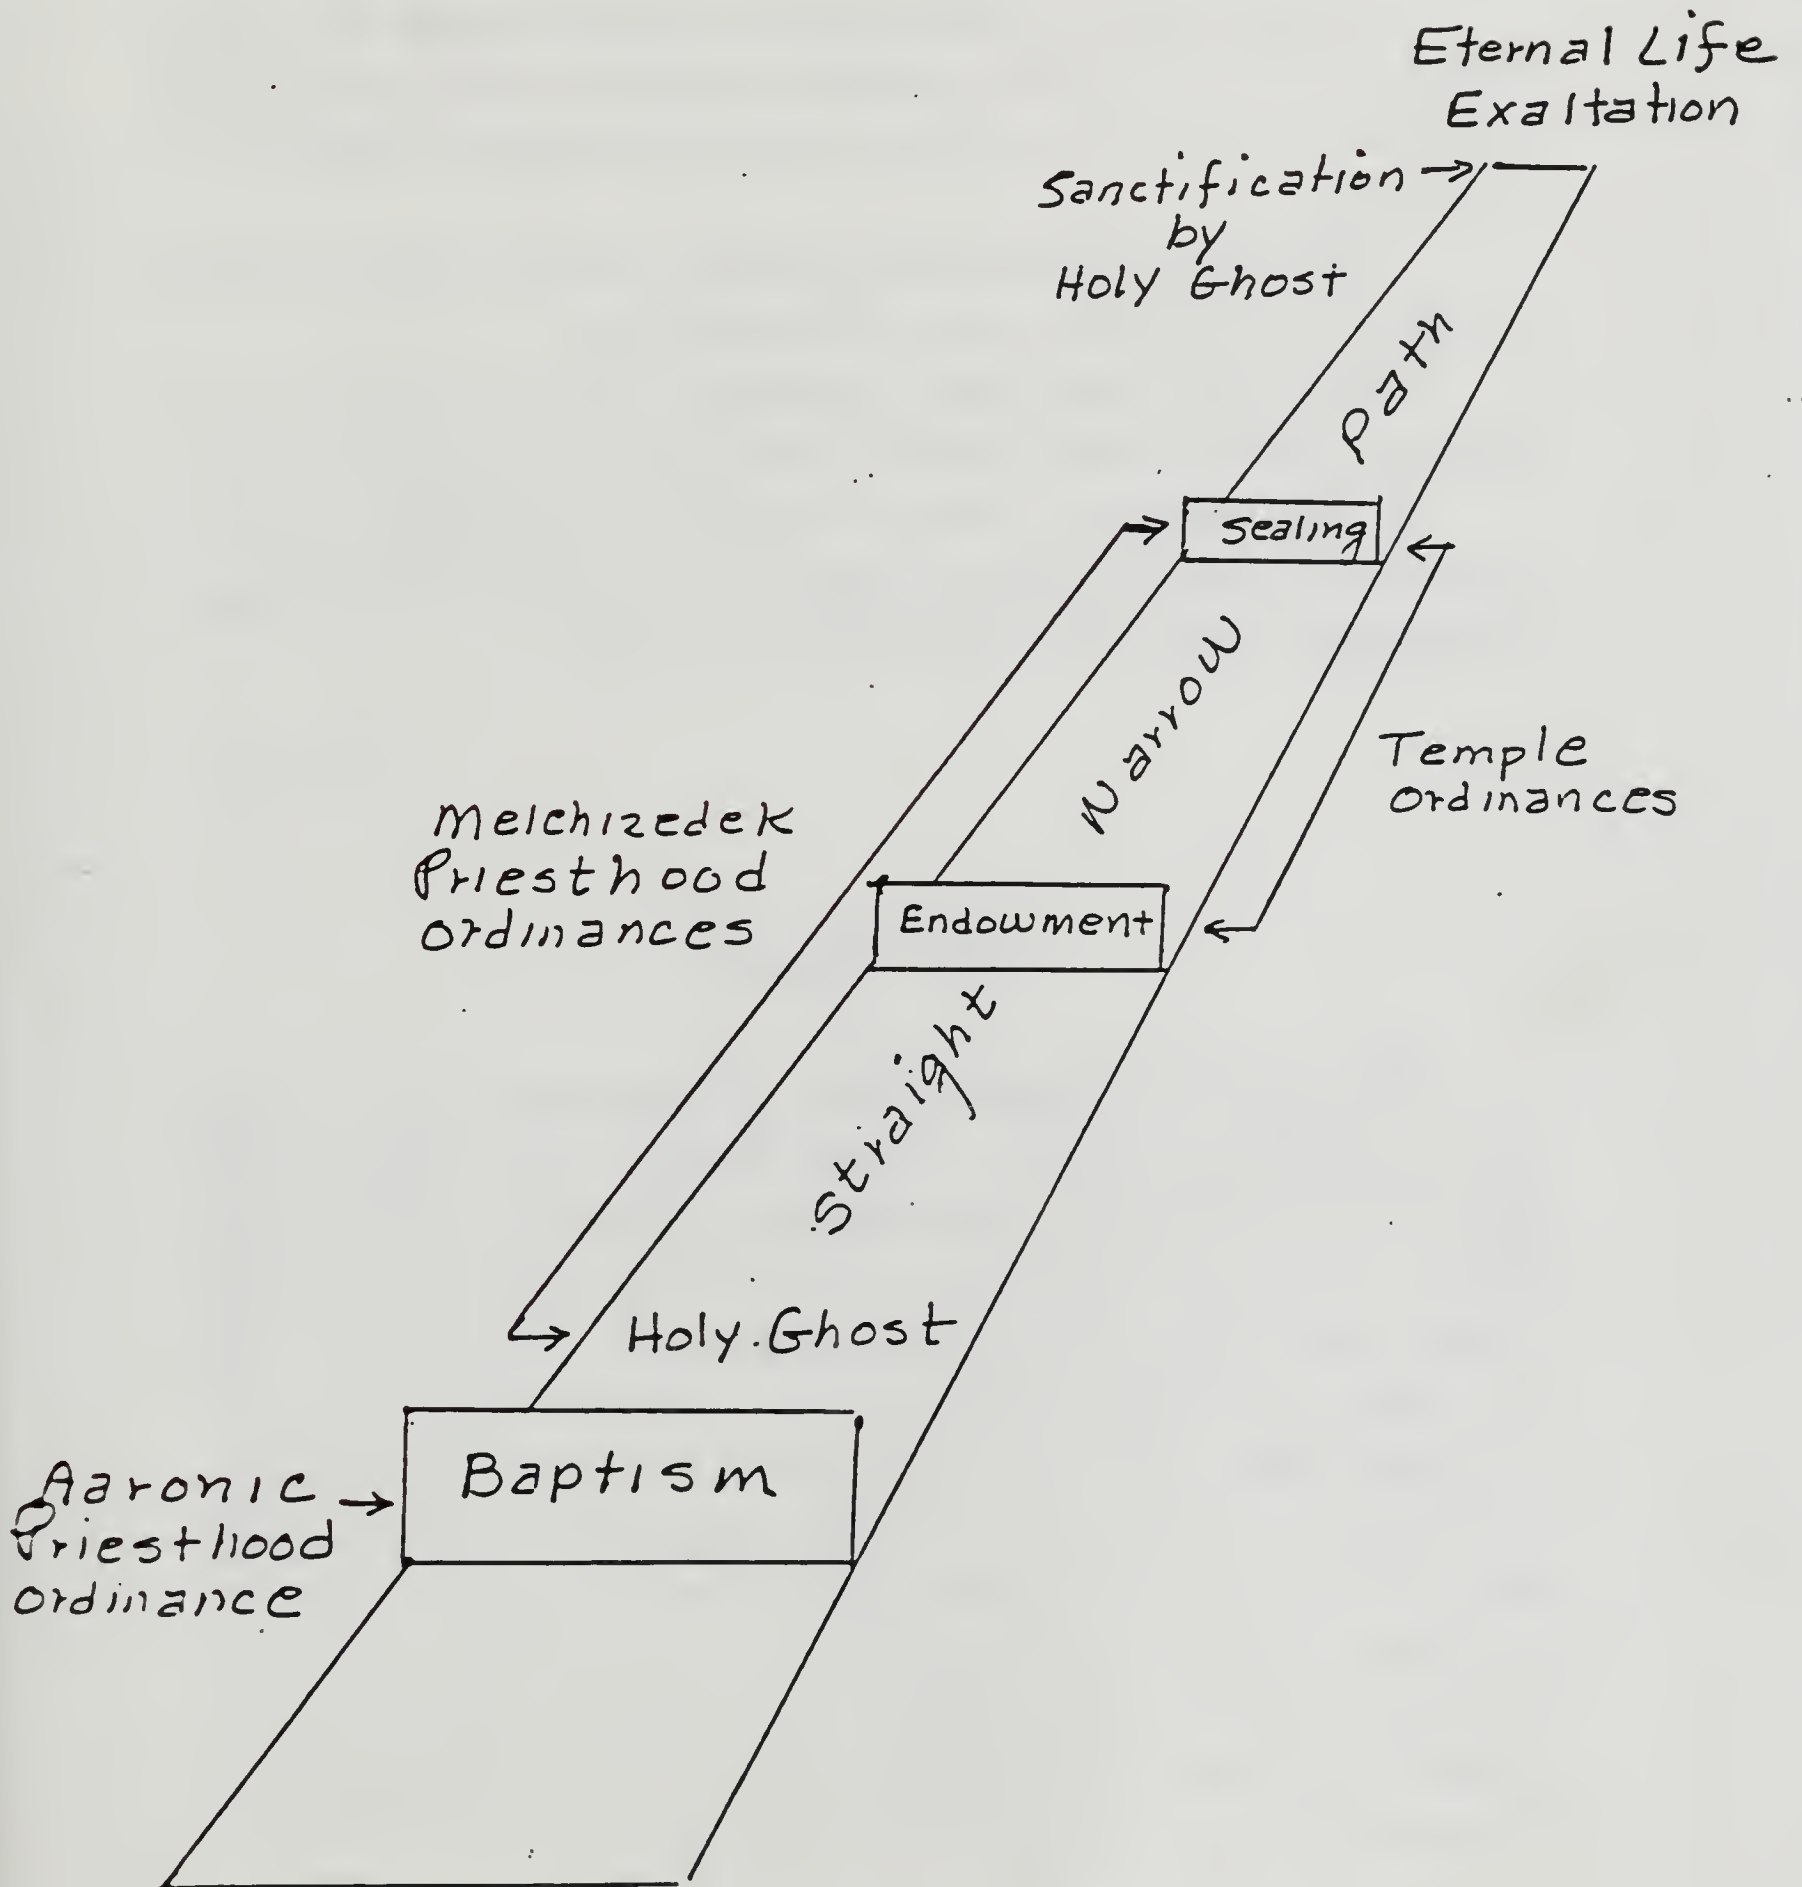 Eternal Life
Exaltation
Sanctification
by
Holy Ghost
Path
Sealing
Narrow
Temple
Ordinances
Melchizedek
Priesthood
Ordinances
Endowment
Straight
Holy Ghost
Baptism
Aaronic
Priesthood
Ordinance